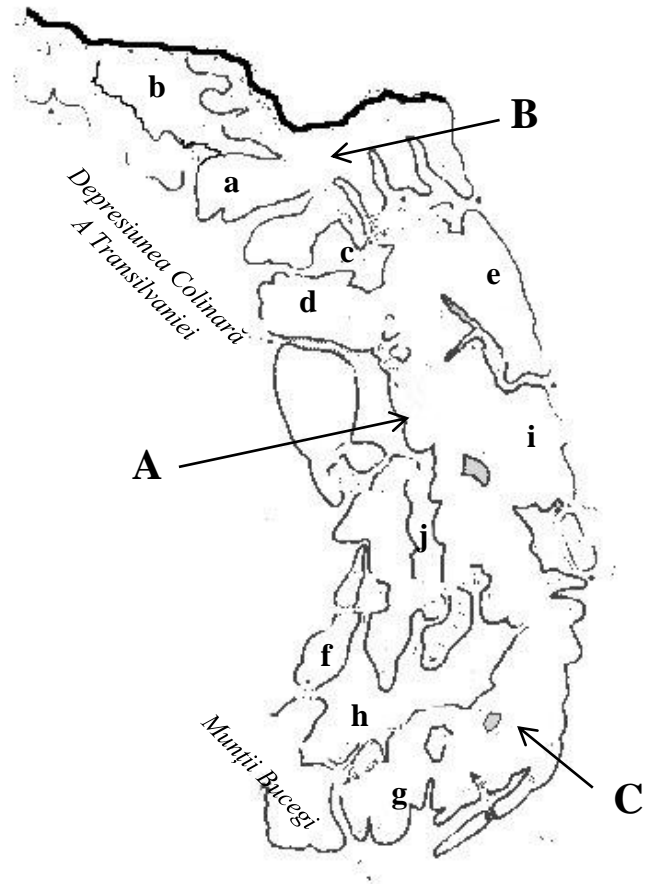 b
B
a
Depresiunea Colinară
A Transilvaniei
c
e
d
A
i
j
f
h
Munții Bucegi
g
C